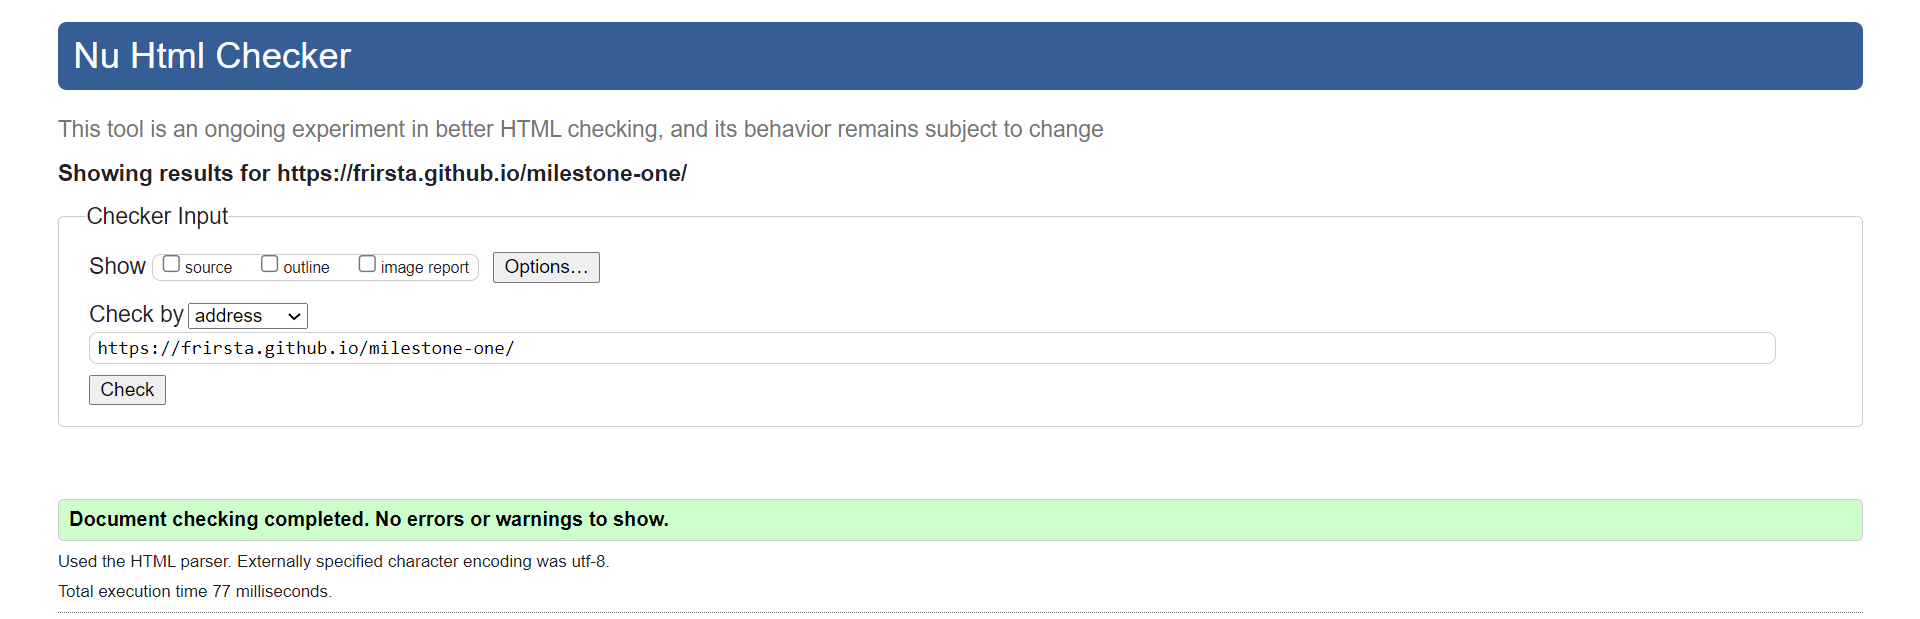 Nu Html Checker
This tool is an ongoing experiment in better HTML checking, and its behavior remains subject to change
Showing results for https://frirsta.github.io/milestone-one/
Checker Input
Show source outline image report Options…
Check by address
https://frirsta.github.io/milestone-one/
Check
Document checking completed. No errors or warnings to show.
Used the HTML parser. Externally specified character encoding was utf-8.
Total execution time 77 milliseconds.